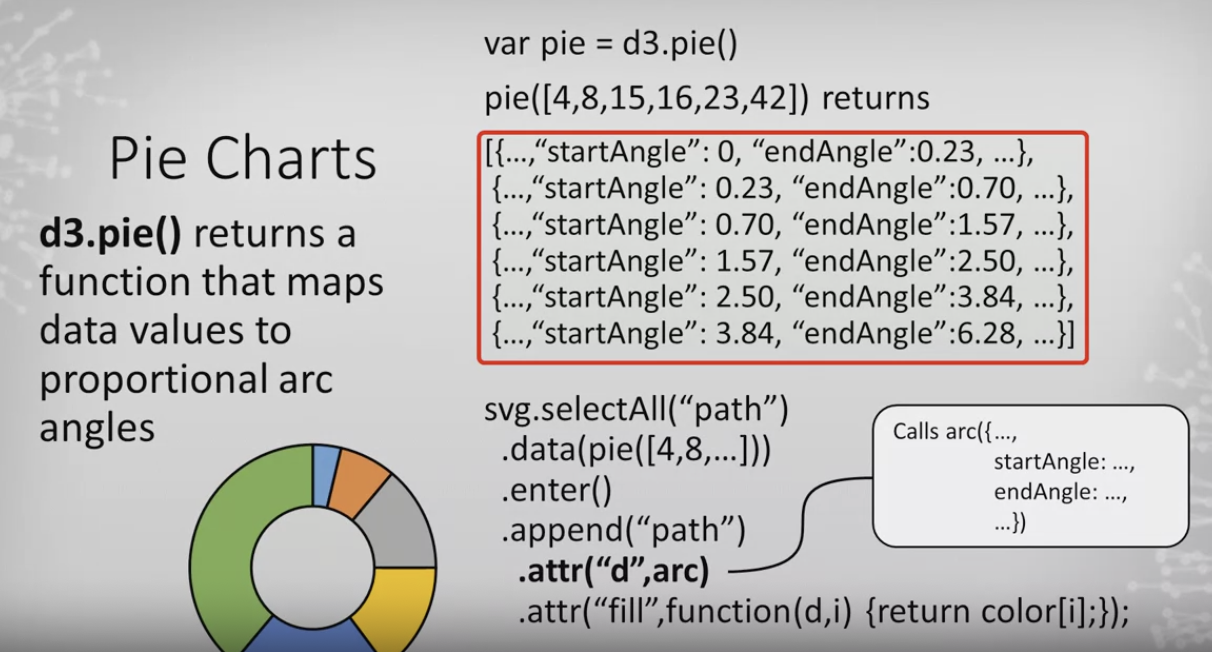 Pie Charts
d3.pie() returns a
function that maps
data values to
proportional arc
angles
var pie = d3.pie()
pie([4,8,15,16,23,42]) returns
[{…,“startAngle”: 0, “endAngle”:0.23, …},
{…,“startAngle”: 0.23, “endAngle”:0.70, …},
{…,“startAngle”: 0.70, “endAngle”:1.57, …},
{…,“startAngle”: 1.57, “endAngle”:2.50, …},
{…,“startAngle”: 2.50, “endAngle”:3.84, …},
{…,“startAngle”: 3.84, “endAngle”:6.28, …}]
svg.selectAll(“path”)
.data(pie([4,8,…]))
.enter()
.append(“path”)
.attr(“d”,arc)
.attr(“fill”,function(d,i) {return color[i];});
Calls arc({…,
startAngle: …,
endAngle: …,
…})